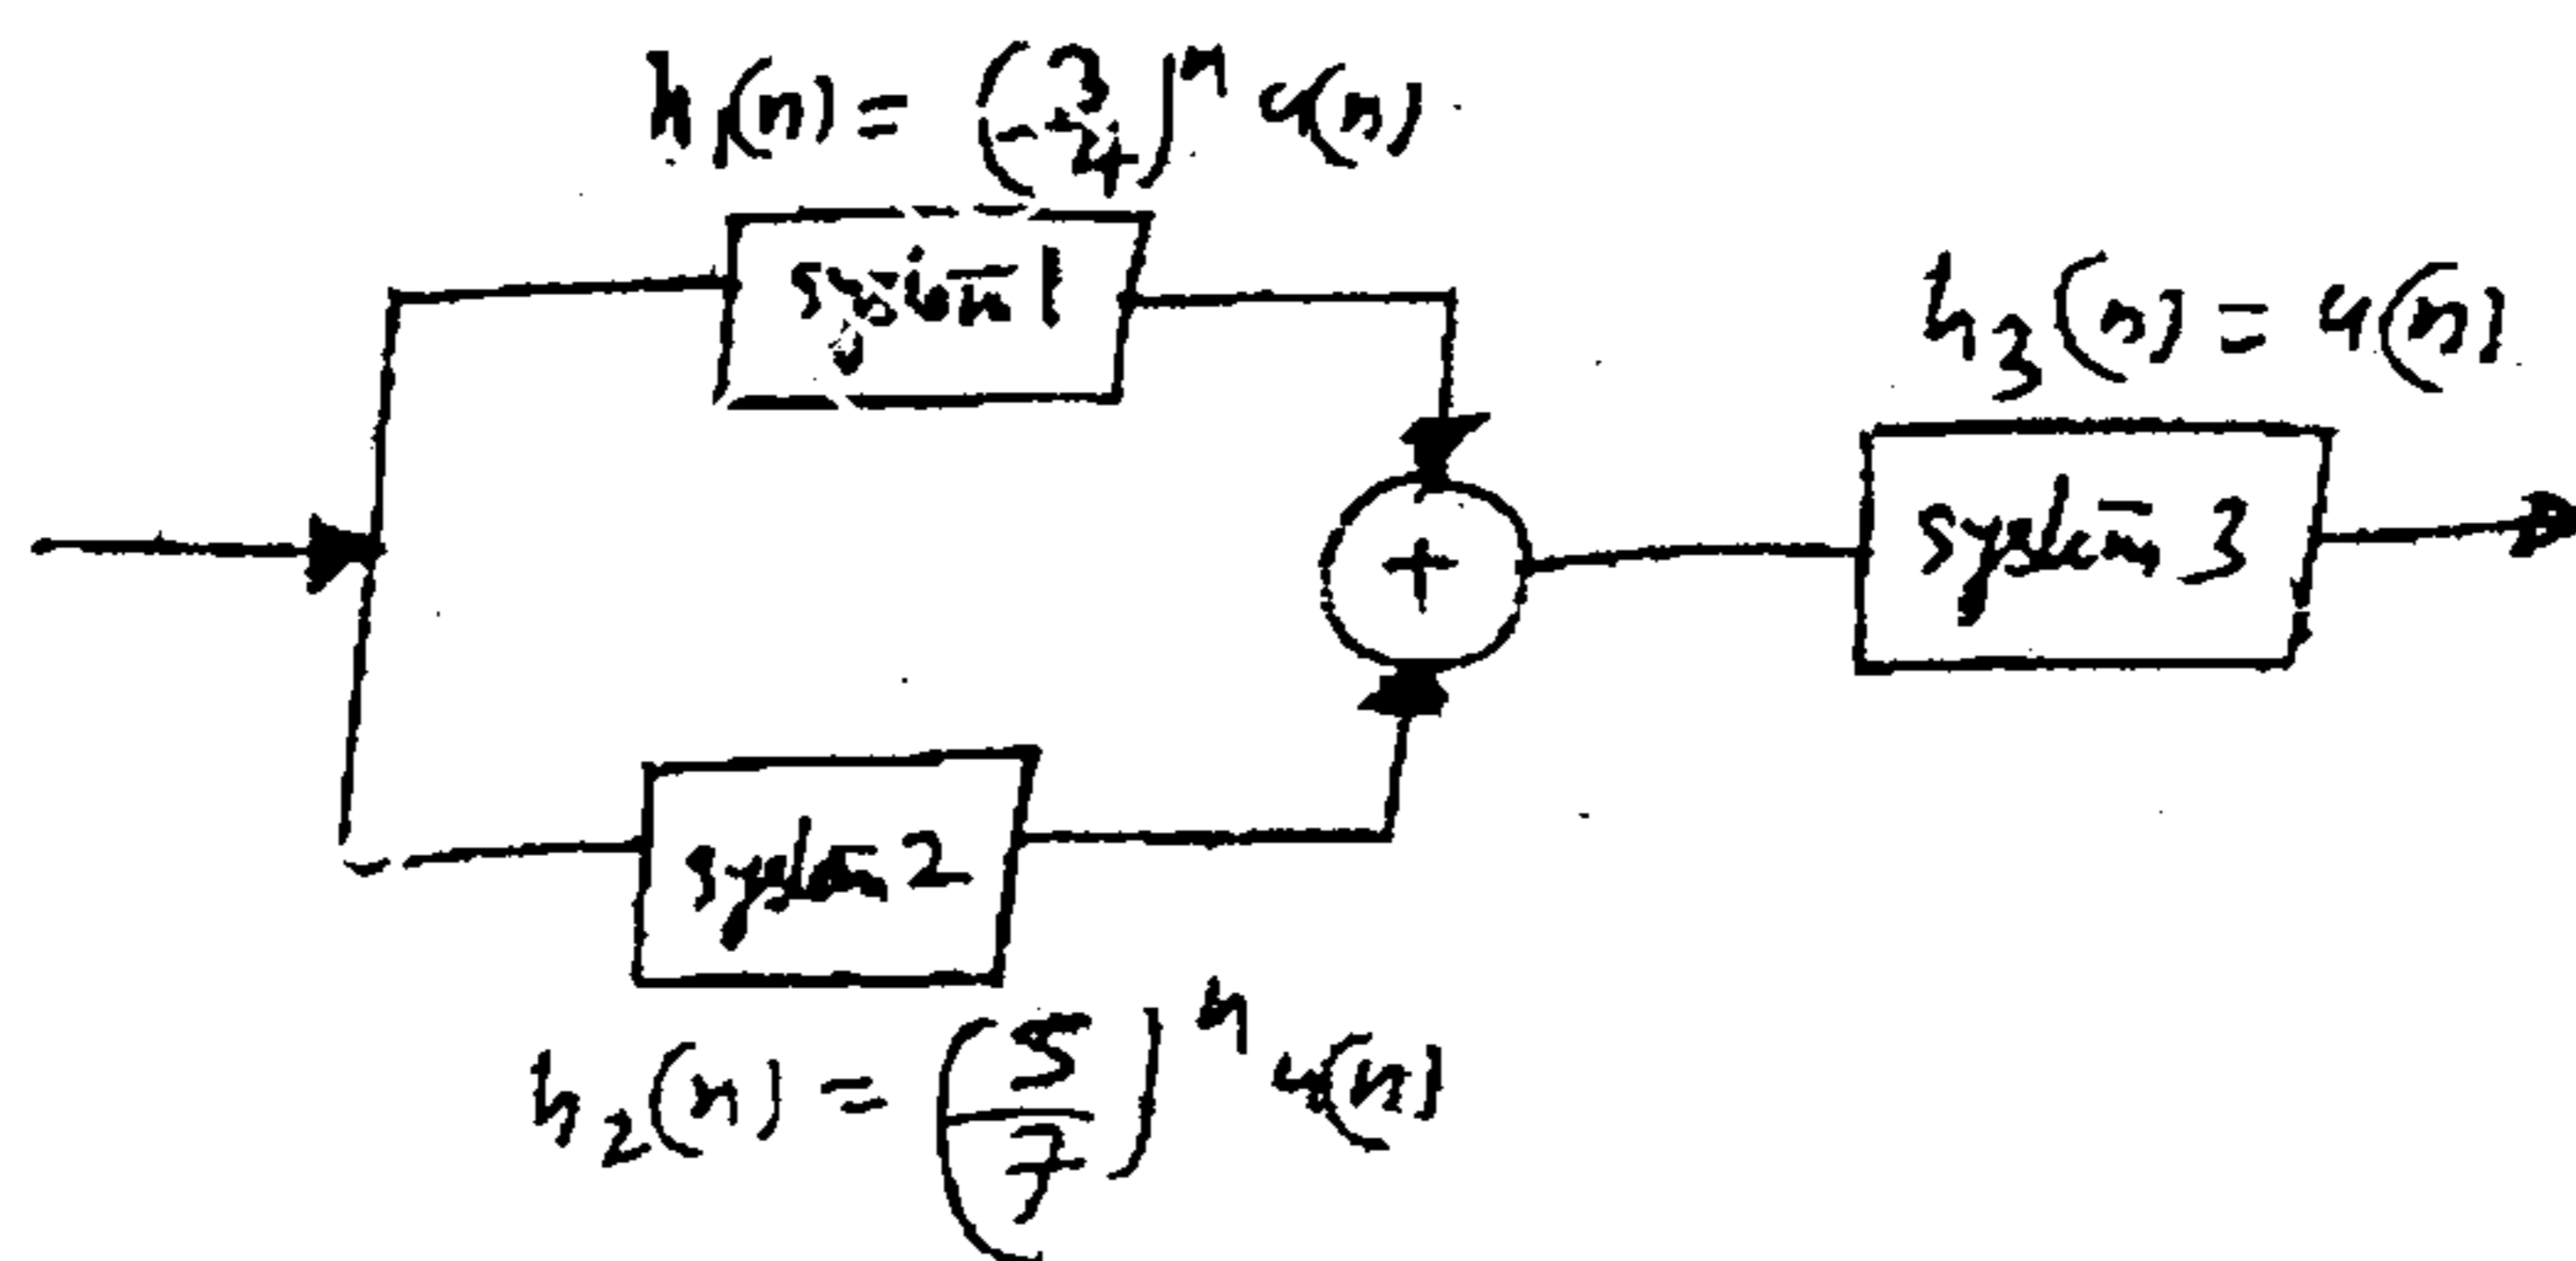 h₁(n) = (3/4)ⁿ u(n)
system 1
h₃(n) = u(n)
+
system 3
system 2
h₂(n) = (5/7)ⁿ u(n)